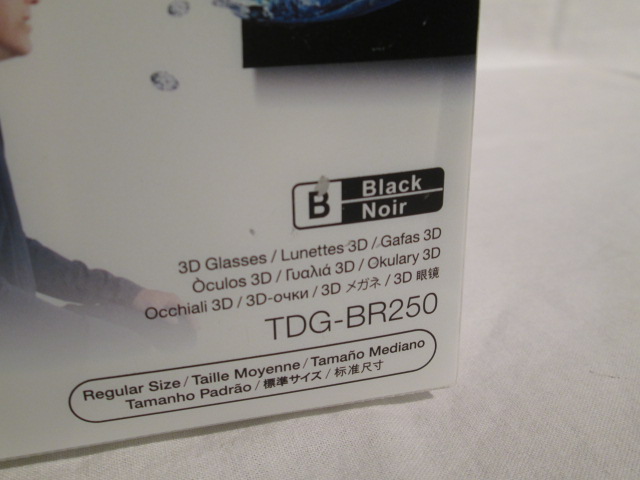 B Black
Noir
3D Glasses / Lunettes 3D / Gafas 3D
Òculos 3D / Γυαλιά 3D / Okulary 3D
Occhiali 3D / 3D-очки / 3D メガネ / 3D 眼镜
TDG-BR250
Regular Size / Taille Moyenne / Tamaño Mediano
Tamanho Padrão / 標準サイズ / 标准尺寸